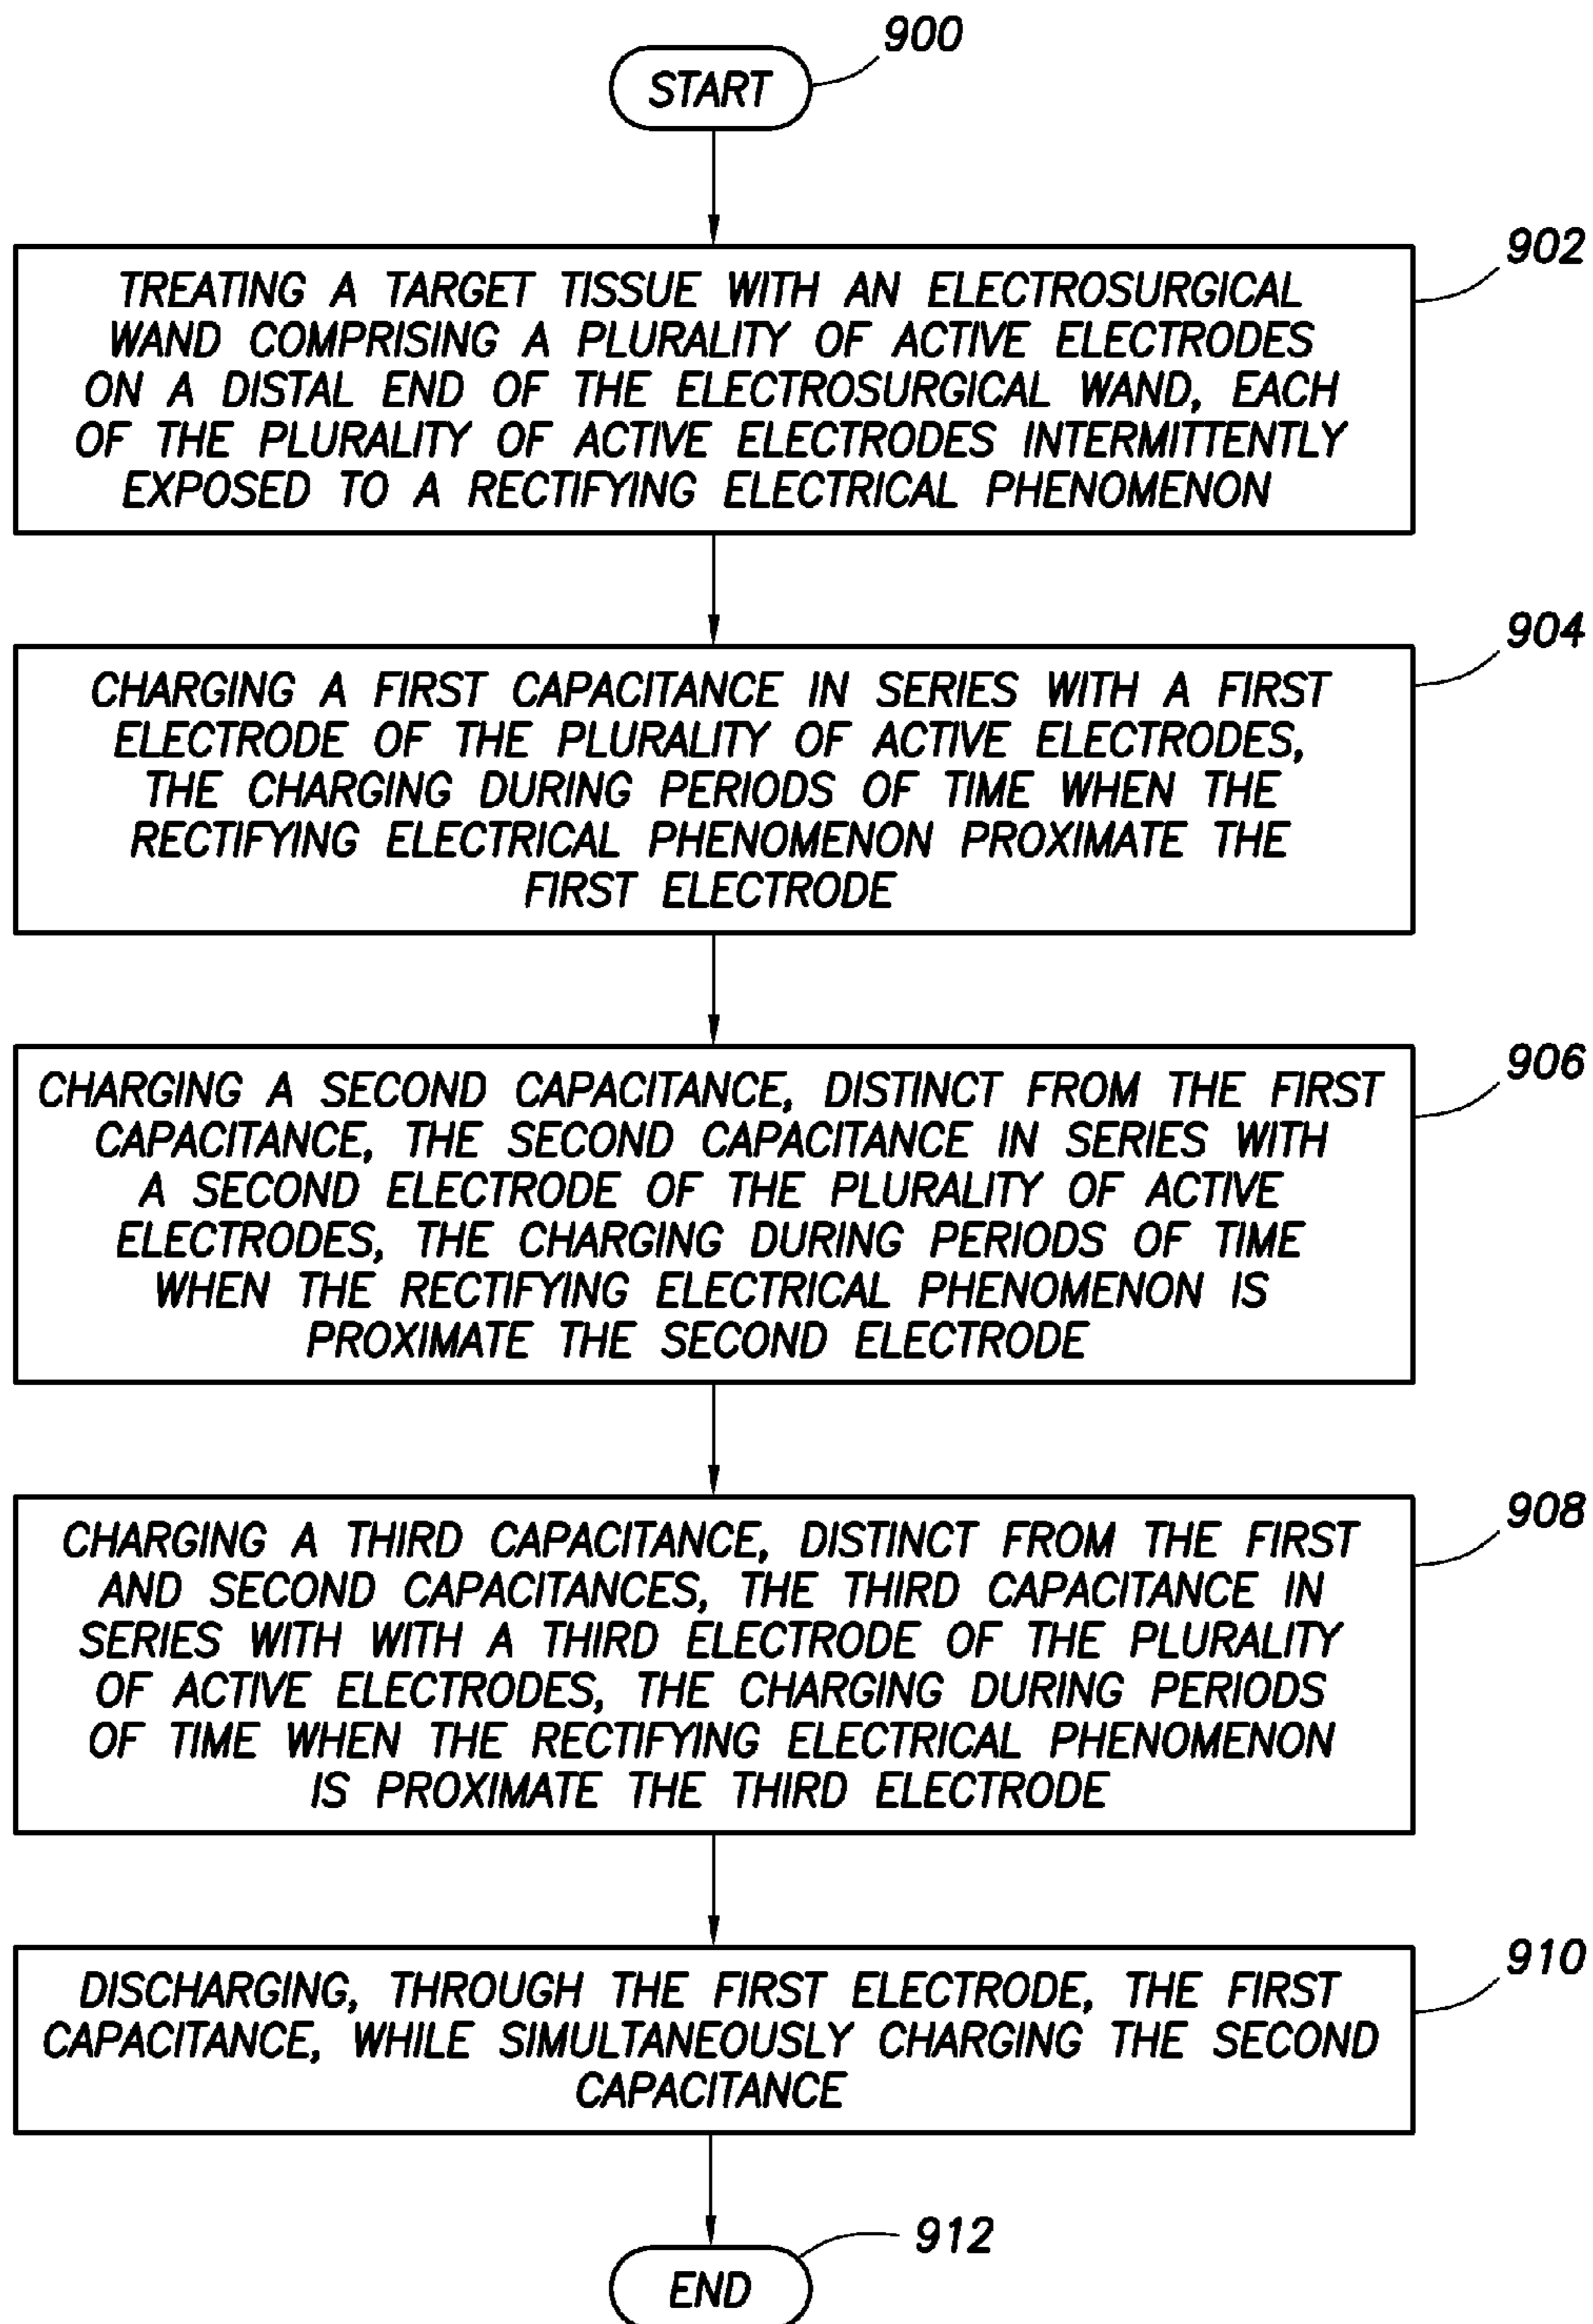 900
START
902
TREATING A TARGET TISSUE WITH AN ELECTROSURGICAL
WAND COMPRISING A PLURALITY OF ACTIVE ELECTRODES
ON A DISTAL END OF THE ELECTROSURGICAL WAND, EACH
OF THE PLURALITY OF ACTIVE ELECTRODES INTERMITTENTLY
EXPOSED TO A RECTIFYING ELECTRICAL PHENOMENON
904
CHARGING A FIRST CAPACITANCE IN SERIES WITH A FIRST
ELECTRODE OF THE PLURALITY OF ACTIVE ELECTRODES,
THE CHARGING DURING PERIODS OF TIME WHEN THE
RECTIFYING ELECTRICAL PHENOMENON PROXIMATE THE
FIRST ELECTRODE
906
CHARGING A SECOND CAPACITANCE, DISTINCT FROM THE FIRST
CAPACITANCE, THE SECOND CAPACITANCE IN SERIES WITH
A SECOND ELECTRODE OF THE PLURALITY OF ACTIVE
ELECTRODES, THE CHARGING DURING PERIODS OF TIME
WHEN THE RECTIFYING ELECTRICAL PHENOMENON IS
PROXIMATE THE SECOND ELECTRODE
908
CHARGING A THIRD CAPACITANCE, DISTINCT FROM THE FIRST
AND SECOND CAPACITANCES, THE THIRD CAPACITANCE IN
SERIES WITH WITH A THIRD ELECTRODE OF THE PLURALITY
OF ACTIVE ELECTRODES, THE CHARGING DURING PERIODS
OF TIME WHEN THE RECTIFYING ELECTRICAL PHENOMENON
IS PROXIMATE THE THIRD ELECTRODE
910
DISCHARGING, THROUGH THE FIRST ELECTRODE, THE FIRST
CAPACITANCE, WHILE SIMULTANEOUSLY CHARGING THE SECOND
CAPACITANCE
912
END